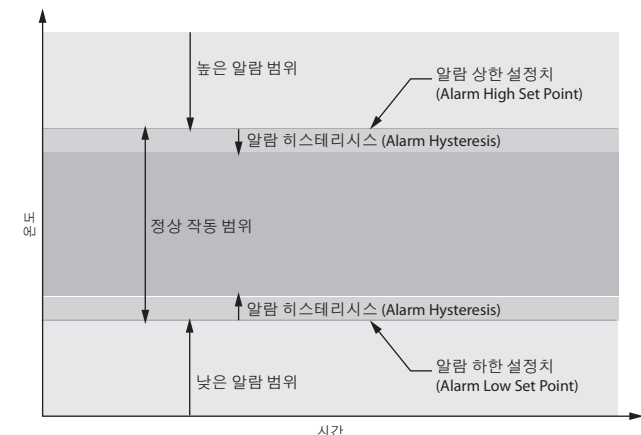 높은 알람 범위
알람 상한 설정치
(Alarm High Set Point)
알람 히스테리시스 (Alarm Hysteresis)
정상 작동 범위
온도
알람 히스테리시스 (Alarm Hysteresis)
낮은 알람 범위
알람 하한 설정치
(Alarm Low Set Point)
시간